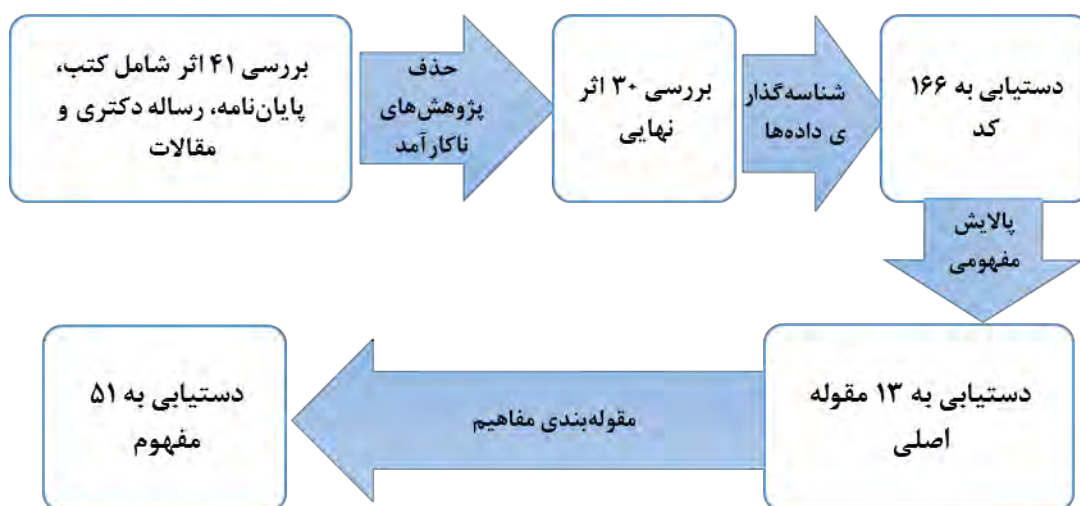 بررسی ۴۱ اثر شامل کتب،
پایان‌نامه، رساله دکتری و
مقالات
حذف
پژوهش‌های
ناکارآمد
بررسی ۳۰ اثر
نهایی
شناسه‌گذار
ی داده‌ها
دستیابی به ۱۶۶
کد
پالایش
مفهومی
دستیابی به ۱۳ مقوله
اصلی
مقوله‌بندی مفاهیم
دستیابی به ۵۱
مفهوم